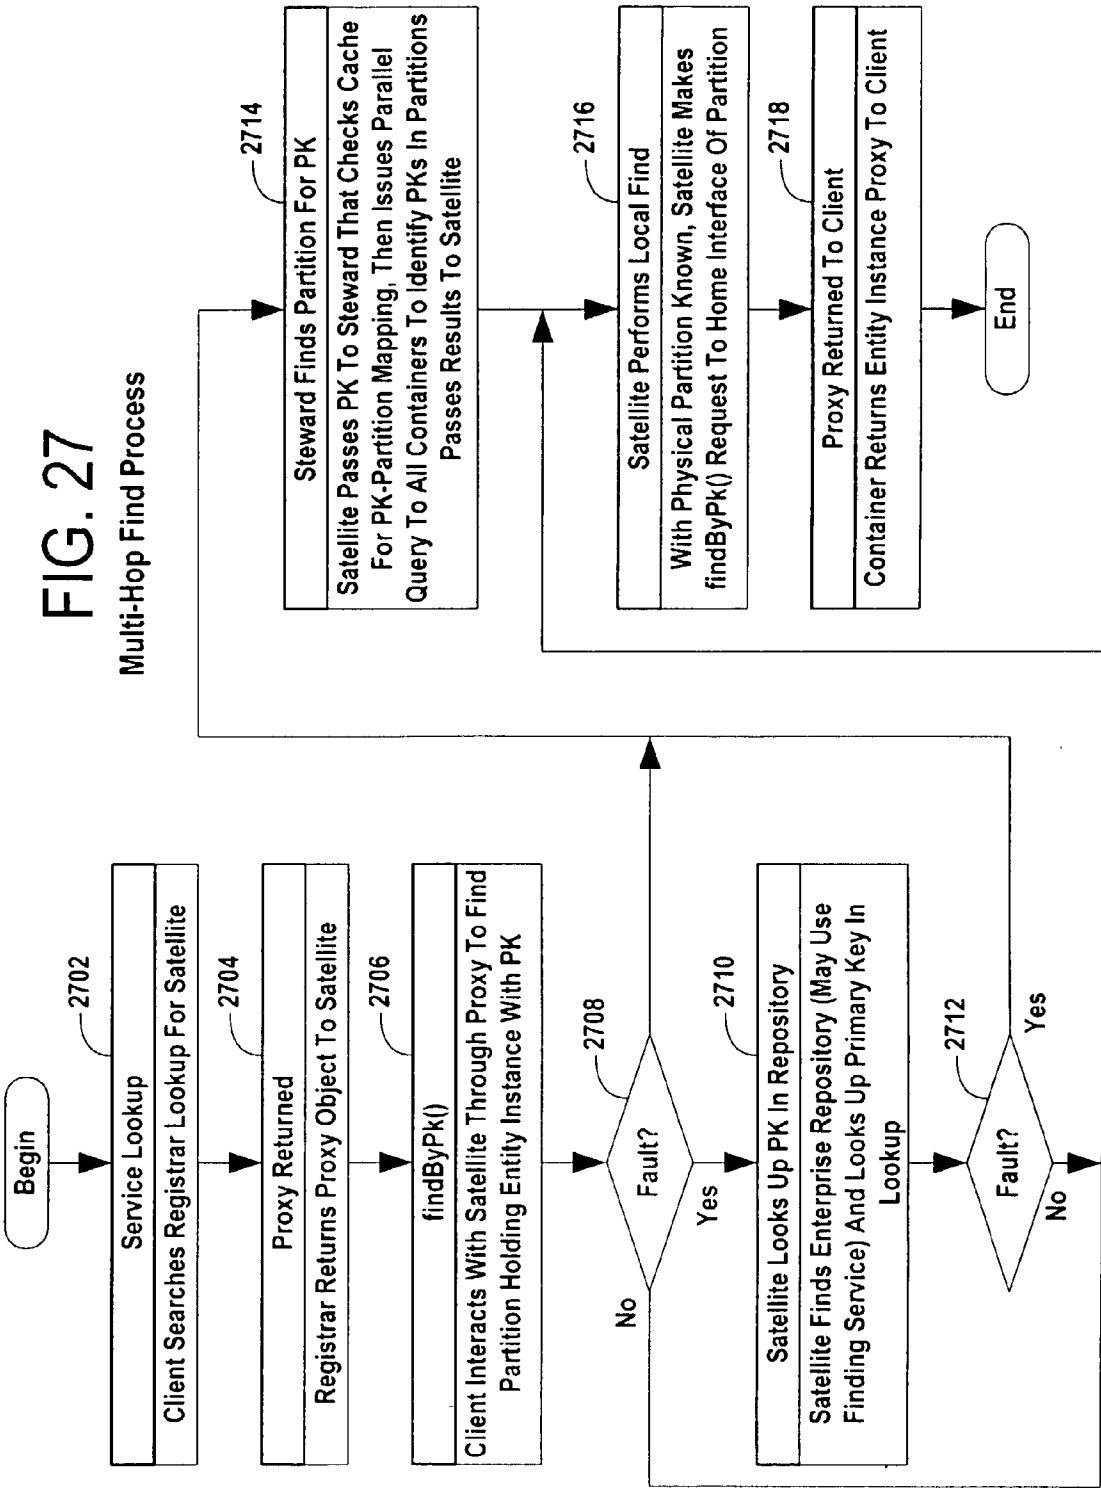 FIG. 27
Multi-Hop Find Process
Begin
2702
Service Lookup
Client Searches Registrar Lookup For Satellite
2704
Proxy Returned
Registrar Returns Proxy Object To Satellite
2706
findByPk()
Client Interacts With Satellite Through Proxy To Find
Partition Holding Entity Instance With PK
2708
Fault?
No
Yes
2710
Satellite Looks Up PK In Repository
Satellite Finds Enterprise Repository (May Use
Finding Service) And Looks Up Primary Key In
Lookup
2712
Fault?
Yes
No
2714
Steward Finds Partition For PK
Satellite Passes PK To Steward That Checks Cache
For PK-Partition Mapping, Then Issues Parallel
Query To All Containers To Identify PKs In Partitions
Passes Results To Satellite
2716
Satellite Performs Local Find
With Physical Partition Known, Satellite Makes
findByPk() Request To Home Interface Of Partition
2718
Proxy Returned To Client
Container Returns Entity Instance Proxy To Client
End